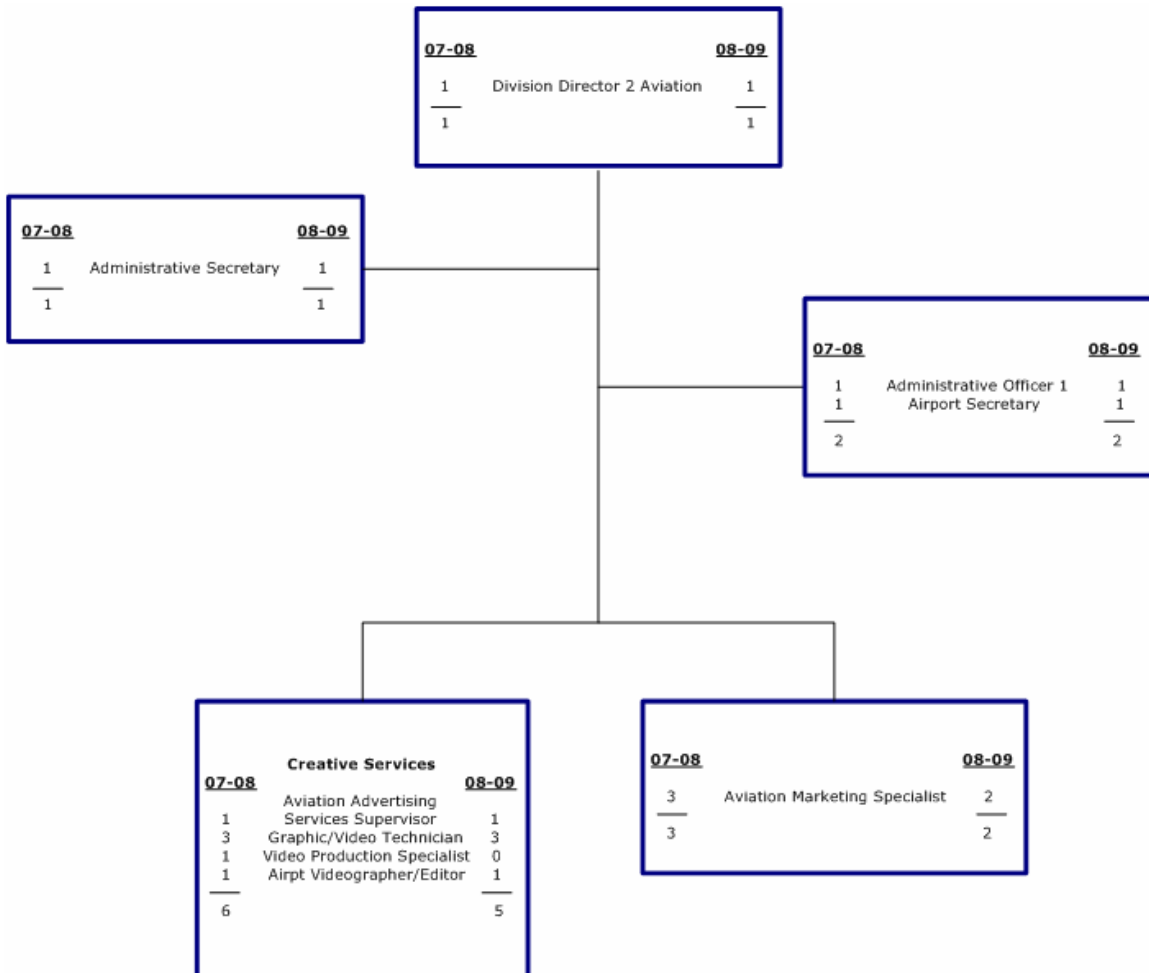 07-08 08-09
1 Division Director 2 Aviation 1
1 1
07-08 08-09
1 Administrative Secretary 1
1 1
07-08 08-09
1 Administrative Officer 1 1
1 Airport Secretary 1
2 2
Creative Services
07-08 08-09
Aviation Advertising
1 Services Supervisor 1
3 Graphic/Video Technician 3
1 Video Production Specialist 0
1 Airpt Videographer/Editor 1
6 5
07-08 08-09
3 Aviation Marketing Specialist 2
3 2